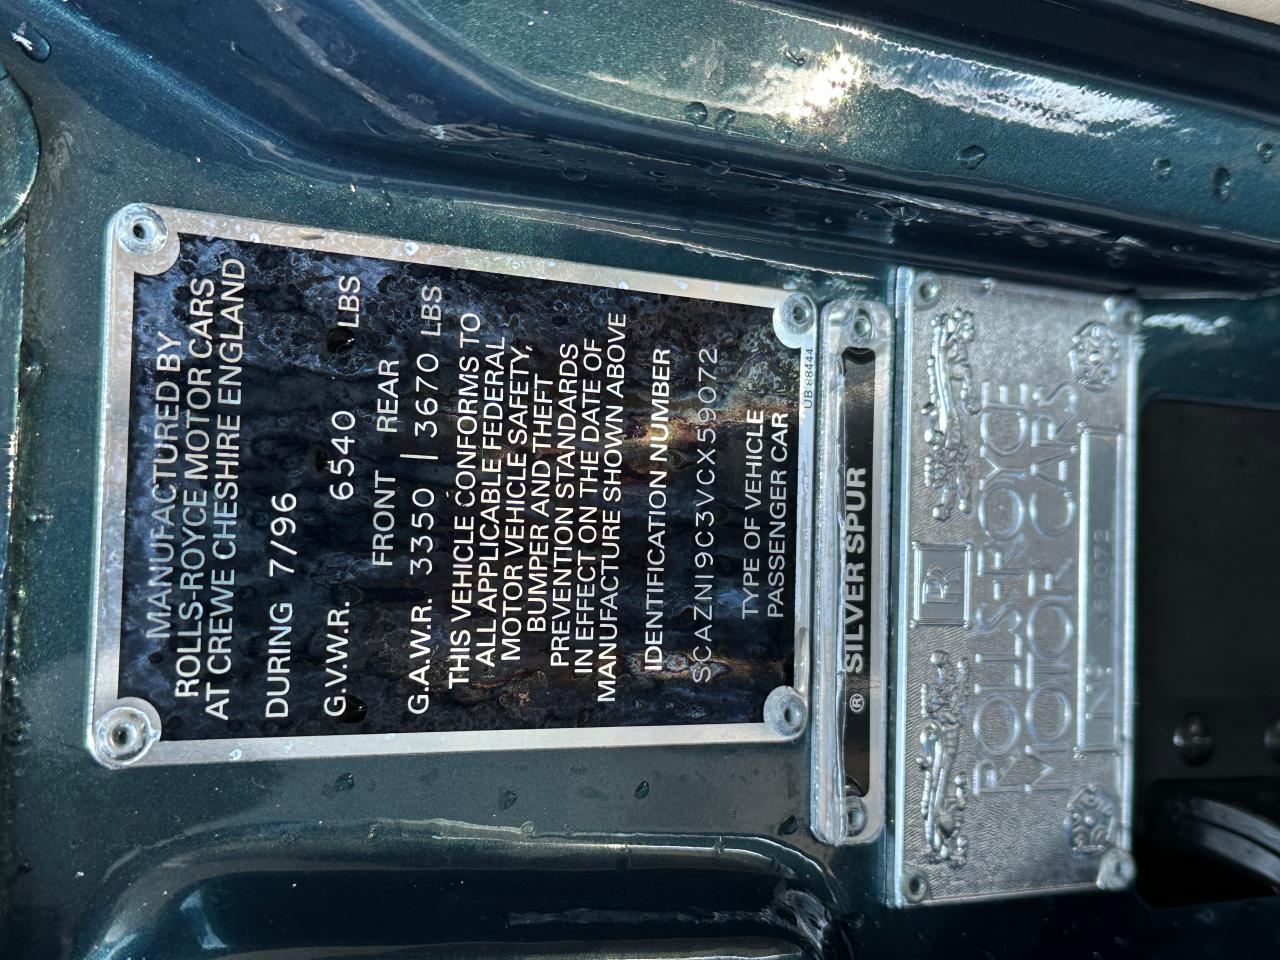 MANUFACTURED BY
ROLLS-ROYCE MOTOR CARS
AT CREWE CHESHIRE ENGLAND
DURING 7/96
G.V.W.R. 6540 LBS
FRONT REAR
G.A.W.R. 3350 | 3670 LBS
THIS VEHICLE CONFORMS TO
ALL APPLICABLE FEDERAL
MOTOR VEHICLE SAFETY,
BUMPER AND THEFT
PREVENTION STANDARDS
IN EFFECT ON THE DATE OF
MANUFACTURE SHOWN ABOVE
IDENTIFICATION NUMBER
SCAZN19C3VCX59072
TYPE OF VEHICLE
PASSENGER CAR
UB 88444
® SILVER SPUR
RR
ROLLS-ROYCE
MOTOR CARS
No. X59072